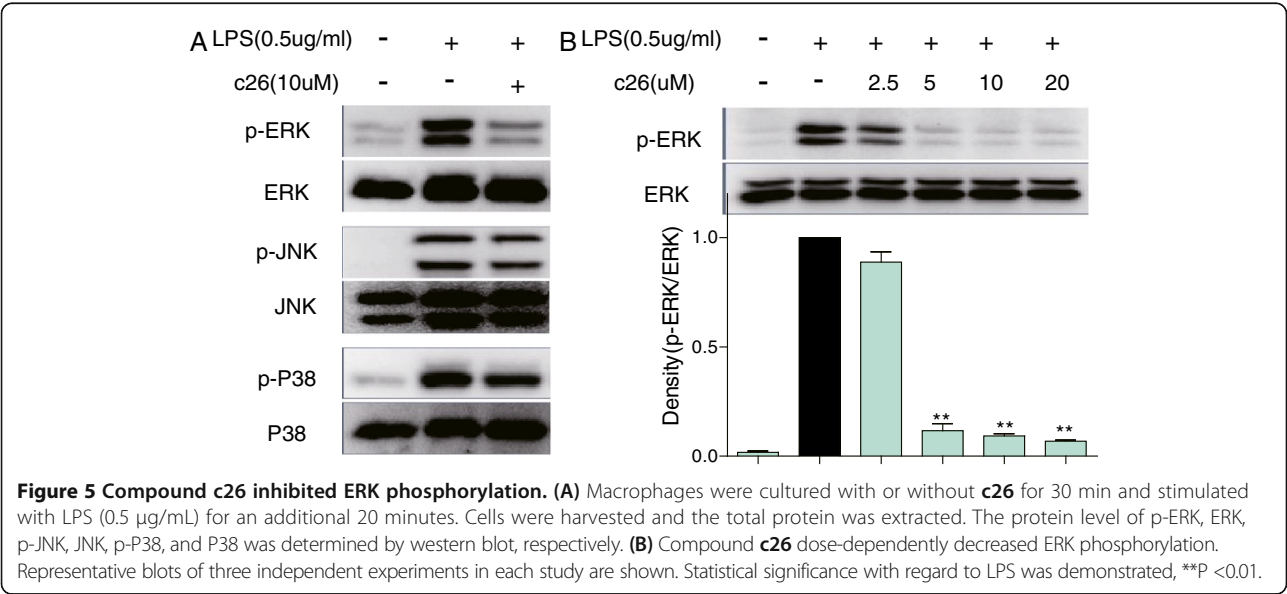 A LPS(0.5ug/ml) - + +
c26(10uM) - - +
p-ERK
ERK
p-JNK
JNK
p-P38
P38
B LPS(0.5ug/ml) - + + + + +
c26(uM) - - 2.5 5 10 20
p-ERK
ERK
Density(p-ERK/ERK)
1.0
0.5
0.0
** ** **
Figure 5 Compound c26 inhibited ERK phosphorylation. (A) Macrophages were cultured with or without c26 for 30 min and stimulated
with LPS (0.5 μg/mL) for an additional 20 minutes. Cells were harvested and the total protein was extracted. The protein level of p-ERK, ERK,
p-JNK, JNK, p-P38, and P38 was determined by western blot, respectively. (B) Compound c26 dose-dependently decreased ERK phosphorylation.
Representative blots of three independent experiments in each study are shown. Statistical significance with regard to LPS was demonstrated, **P <0.01.